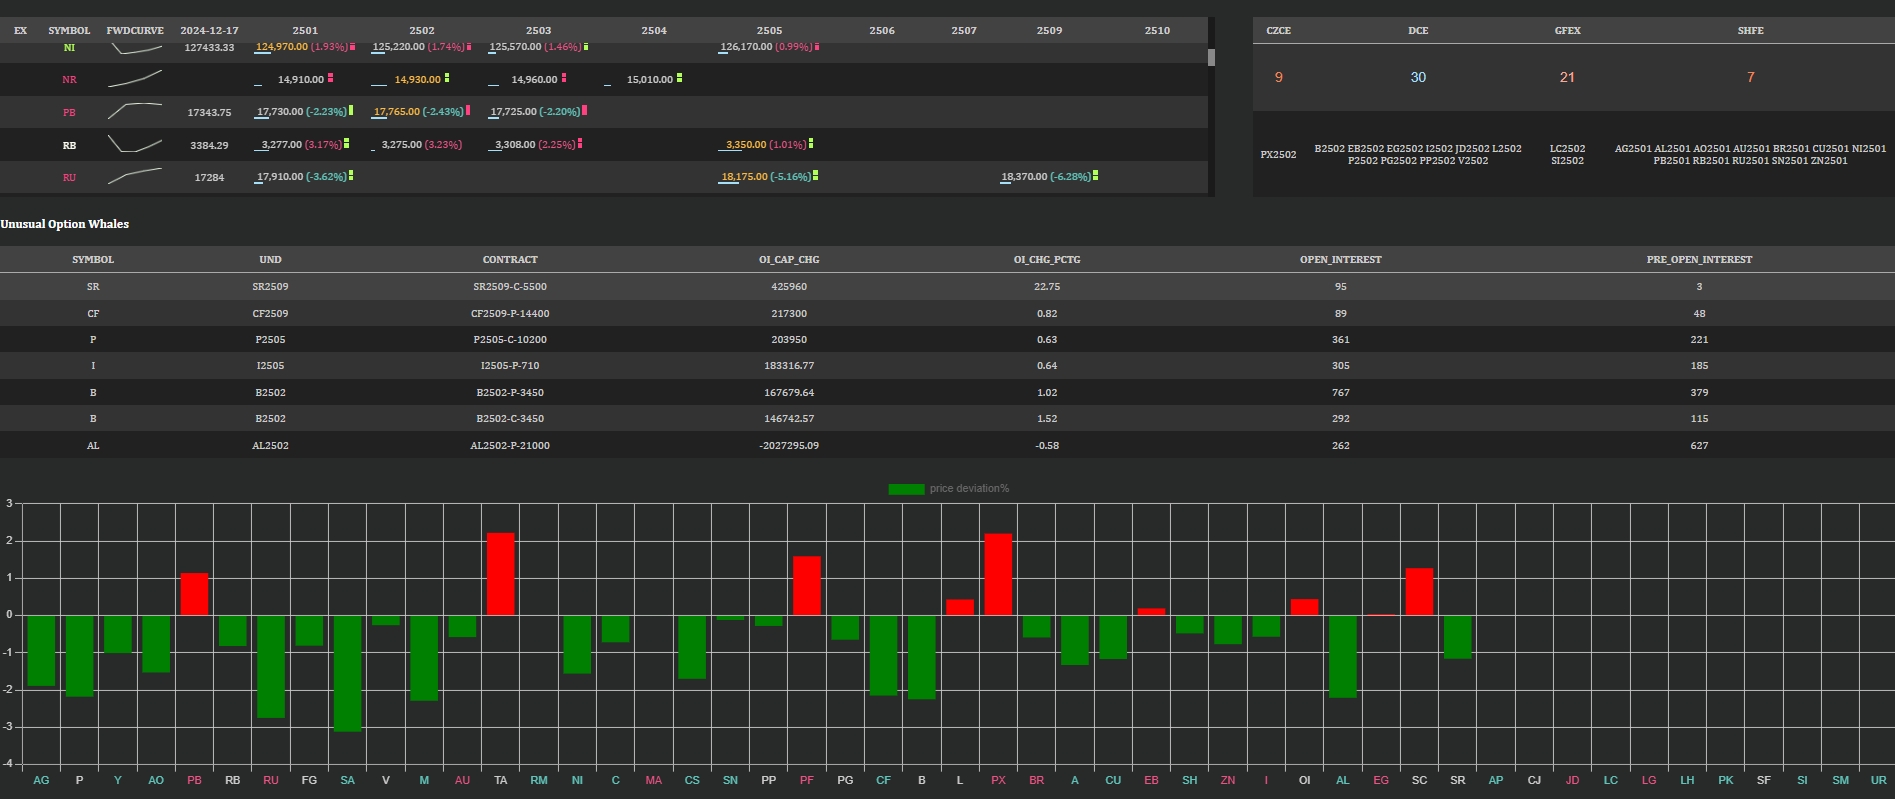 EX SYMBOL FWDCURVE 2024-12-17 2501 2502 2503 2504 2505 2506 2507 2509 2510
NI 127433.33 124,970.00 (1.93%) 125,220.00 (1.74%) 125,570.00 (1.46%) 126,170.00 (0.99%)
NR 14,910.00 14,930.00 14,960.00 15,010.00
PB 17343.75 17,730.00 (-2.23%) 17,765.00 (-2.43%) 17,725.00 (-2.20%)
RB 3384.29 3,277.00 (3.17%) 3,275.00 (3.23%) 3,308.00 (2.25%) 3,350.00 (1.01%)
RU 17284 17,910.00 (-3.62%) 18,175.00 (-5.16%) 18,370.00 (-6.28%)
CZCE DCE GFEX SHFE
9 30 21 7
PX2502
B2502 EB2502 EG2502 I2502 JD2502 L2502
P2502 PG2502 PP2502 V2502
LC2502
SI2502
AG2501 AL2501 AO2501 AU2501 BR2501 CU2501 NI2501
PB2501 RB2501 RU2501 SN2501 ZN2501
Unusual Option Whales
SYMBOL UND CONTRACT OI_CAP_CHG OI_CHG_PCTG OPEN_INTEREST PRE_OPEN_INTEREST
SR SR2509 SR2509-C-5500 425960 22.75 95 3
CF CF2509 CF2509-P-14400 217300 0.82 89 48
P P2505 P2505-C-10200 203950 0.63 361 221
I I2505 I2505-P-710 183316.77 0.64 305 185
B B2502 B2502-P-3450 167679.64 1.02 767 379
B B2502 B2502-C-3450 146742.57 1.52 292 115
AL AL2502 AL2502-P-21000 -2027295.09 -0.58 262 627
price deviation%
3
2
1
0
-1
-2
-3
-4
AG P Y AO PB RB RU FG SA V M AU TA RM NI C MA CS SN PP PF PG CF B L PX BR A CU EB SH ZN I OI AL EG SC SR AP CJ JD LC LG LH PK SF SI SM UR